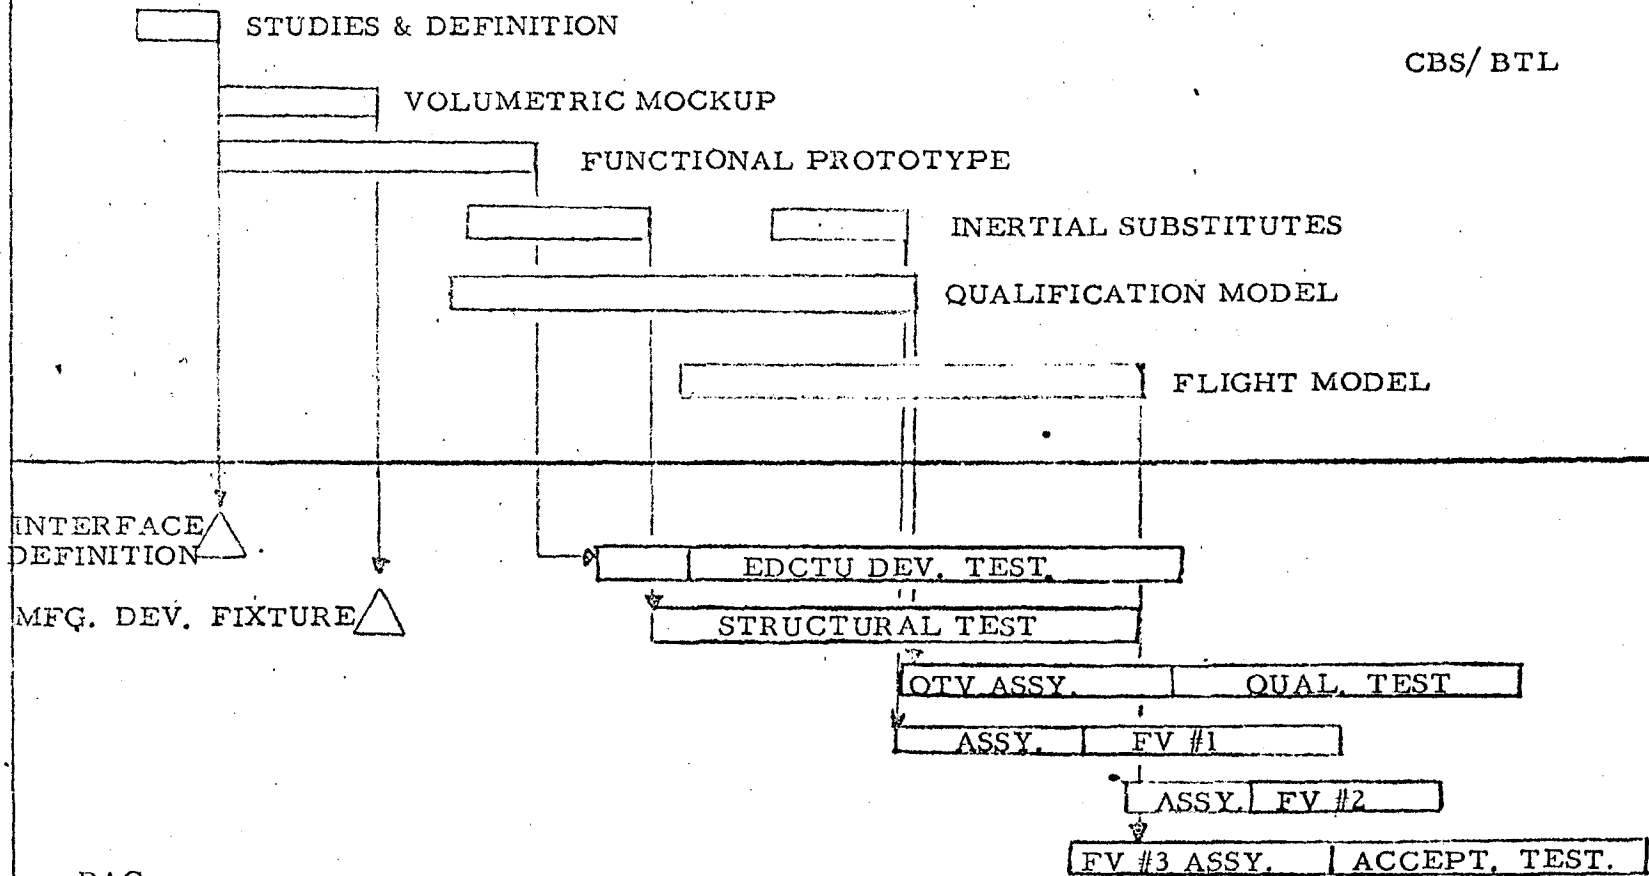 STUDIES & DEFINITION
CBS/ BTL
VOLUMETRIC MOCKUP
FUNCTIONAL PROTOTYPE
INERTIAL SUBSTITUTES
QUALIFICATION MODEL
FLIGHT MODEL
INTERFACE
DEFINITION
EDCTU DEV. TEST.
MFG. DEV. FIXTURE
STRUCTURAL TEST
QTV ASSY. QUAL. TEST
ASSY. FV #1
ASSY. FV #2
FV #3 ASSY. ACCEPT. TEST.